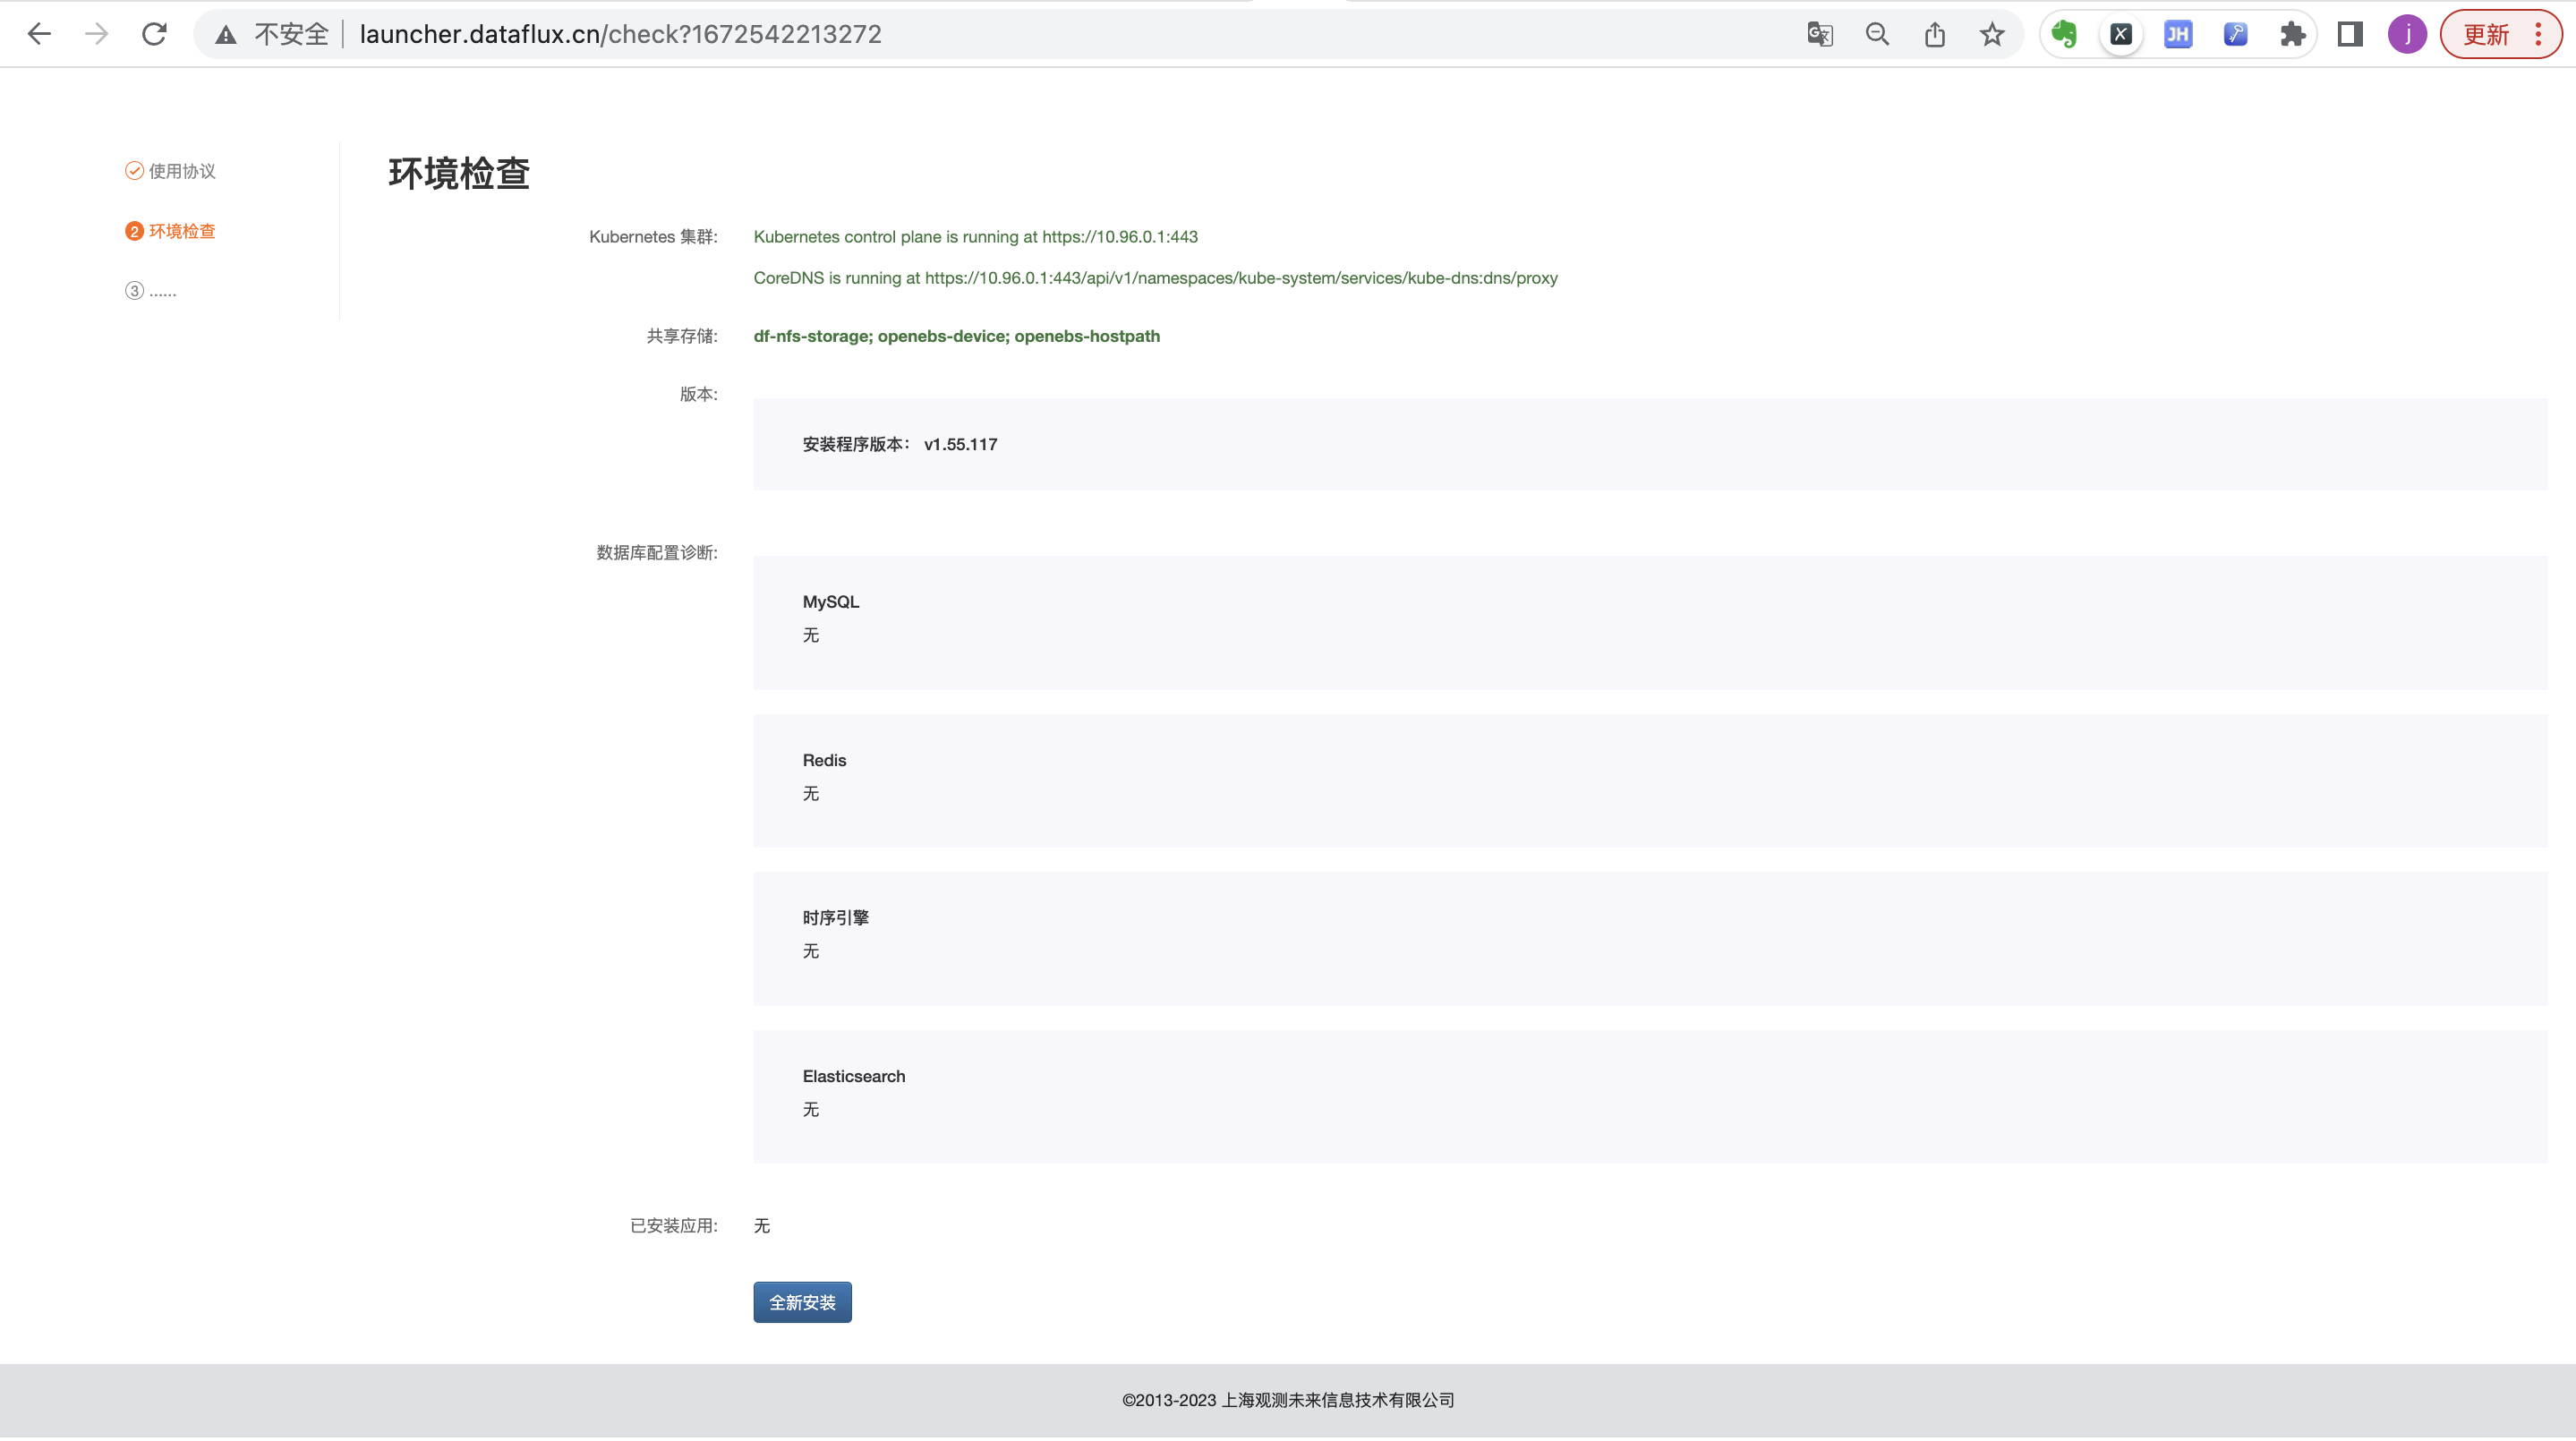 不安全 launcher.dataflux.cn/check?1672542213272
JH
j
更新
使用协议
2 环境检查
3 ......
环境检查
Kubernetes 集群: Kubernetes control plane is running at https://10.96.0.1:443
CoreDNS is running at https://10.96.0.1:443/api/v1/namespaces/kube-system/services/kube-dns:dns/proxy
共享存储: df-nfs-storage; openebs-device; openebs-hostpath
版本:
安装程序版本： v1.55.117
数据库配置诊断:
MySQL
无
Redis
无
时序引擎
无
Elasticsearch
无
已安装应用: 无
全新安装
©2013-2023 上海观测未来信息技术有限公司